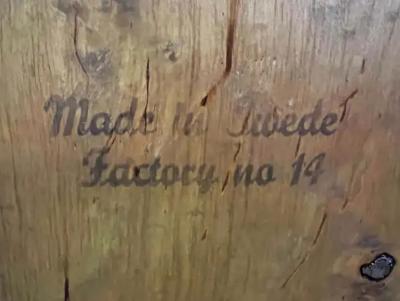 Made in Swede
Factory no 14